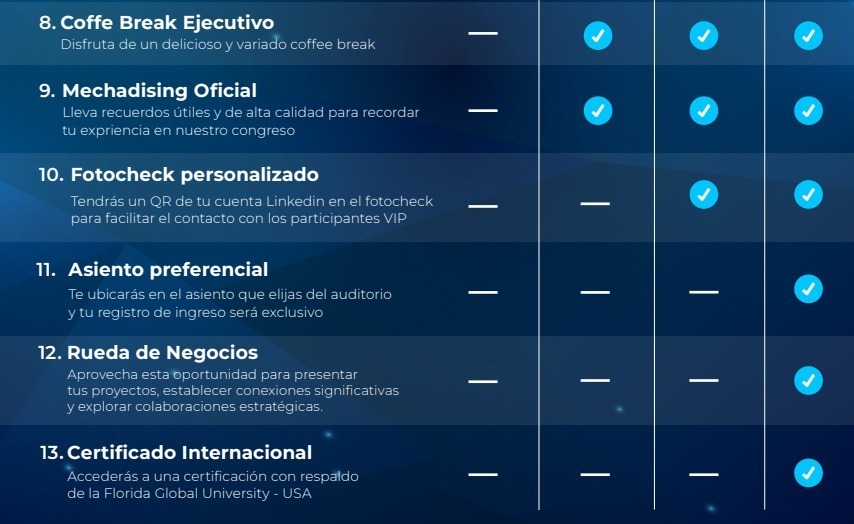 8. Coffe Break Ejecutivo
Disfruta de un delicioso y variado coffee break
9. Mechadising Oficial
Lleva recuerdos útiles y de alta calidad para recordar
tu expriencia en nuestro congreso
10. Fotocheck personalizado
Tendrás un QR de tu cuenta Linkedin en el fotocheck
para facilitar el contacto con los participantes VIP
11. Asiento preferencial
Te ubicarás en el asiento que elijas del auditorio
y tu registro de ingreso será exclusivo
12. Rueda de Negocios
Aprovecha esta oportunidad para presentar
tus proyectos, establecer conexiones significativas
y explorar colaboraciones estratégicas.
13. Certificado Internacional
Accederás a una certificación con respaldo
de la Florida Global University - USA